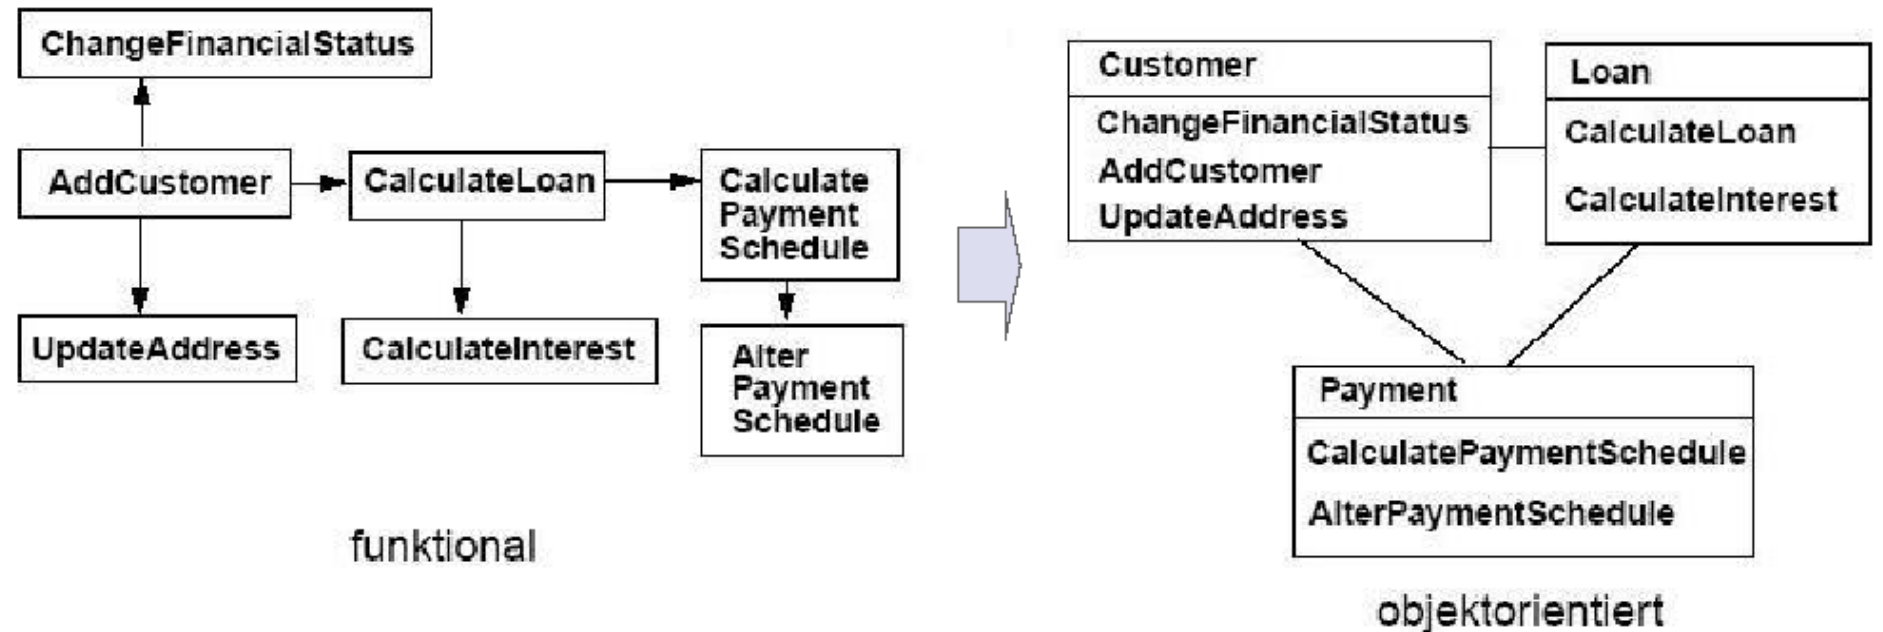 ChangeFinancialStatus
AddCustomer
CalculateLoan
Calculate
Payment
Schedule
UpdateAddress
CalculateInterest
Alter
Payment
Schedule
funktional
Customer
ChangeFinancialStatus
AddCustomer
UpdateAddress
Loan
CalculateLoan
CalculateInterest
Payment
CalculatePaymentSchedule
AlterPaymentSchedule
objektorientiert